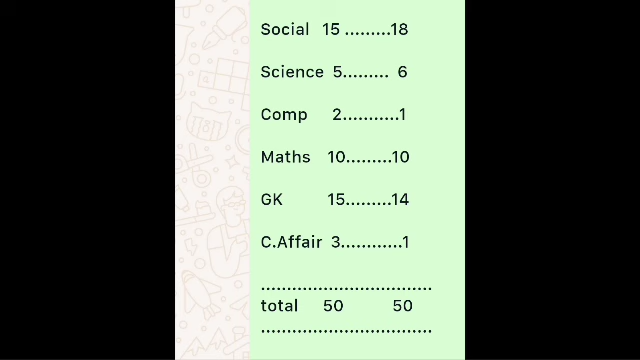 Social 15 .........18
Science 5......... 6
Comp 2...........1
Maths 10.........10
GK 15.........14
C.Affair 3............1
.................................
total 50 50
.................................